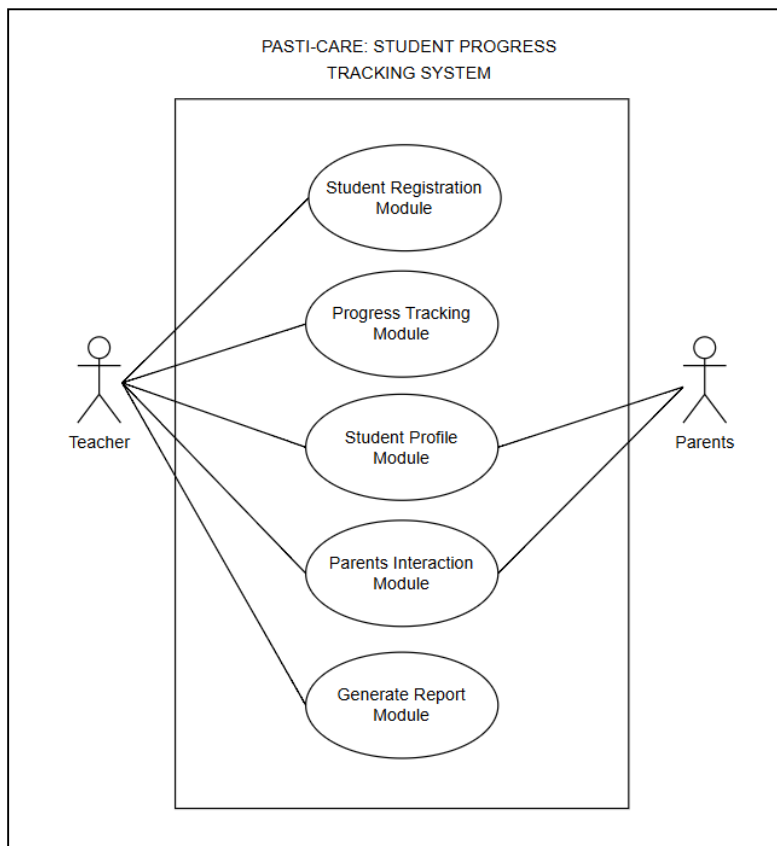 PASTI-CARE: STUDENT PROGRESS
TRACKING SYSTEM
Student Registration
Module
Progress Tracking
Module
Teacher
Student Profile
Module
Parents
Parents Interaction
Module
Generate Report
Module